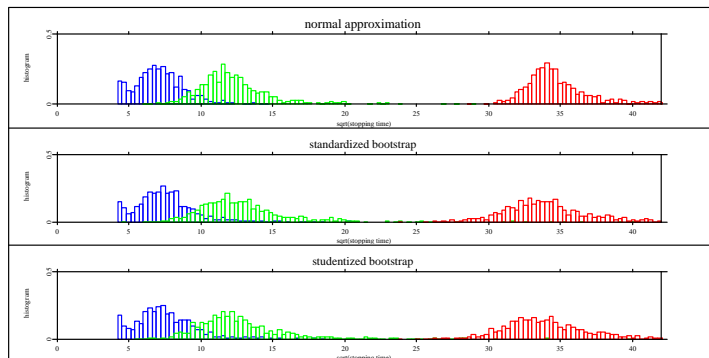 normal approximation
0.5
histogram
0
0 5 10 15 20 25 30 35 40
sqrt(stopping time)
standardized bootstrap
0.5
histogram
0
0 5 10 15 20 25 30 35 40
sqrt(stopping time)
studentized bootstrap
0.5
histogram
0
0 5 10 15 20 25 30 35 40
sqrt(stopping time)